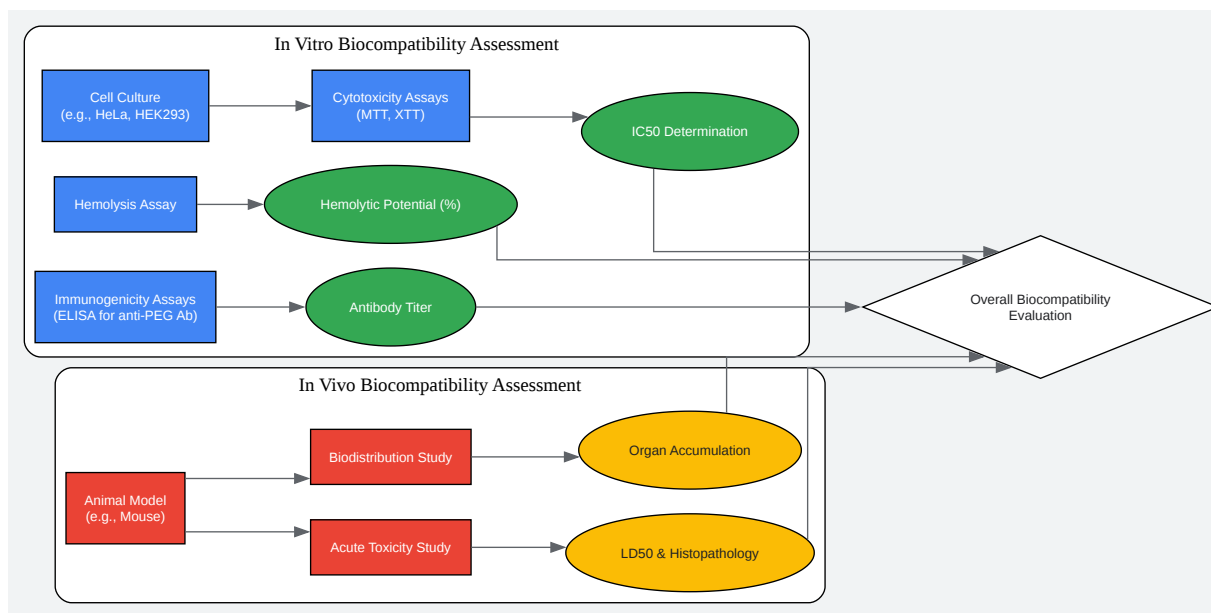 In Vitro Biocompatibility Assessment
Cell Culture
(e.g., HeLa, HEK293)
Cytotoxicity Assays
(MTT, XTT)
IC50 Determination
Hemolysis Assay
Hemolytic Potential (%)
Immunogenicity Assays
(ELISA for anti-PEG Ab)
Antibody Titer
Overall Biocompatibility
Evaluation
In Vivo Biocompatibility Assessment
Animal Model
(e.g., Mouse)
Biodistribution Study
Organ Accumulation
Acute Toxicity Study
LD50 & Histopathology